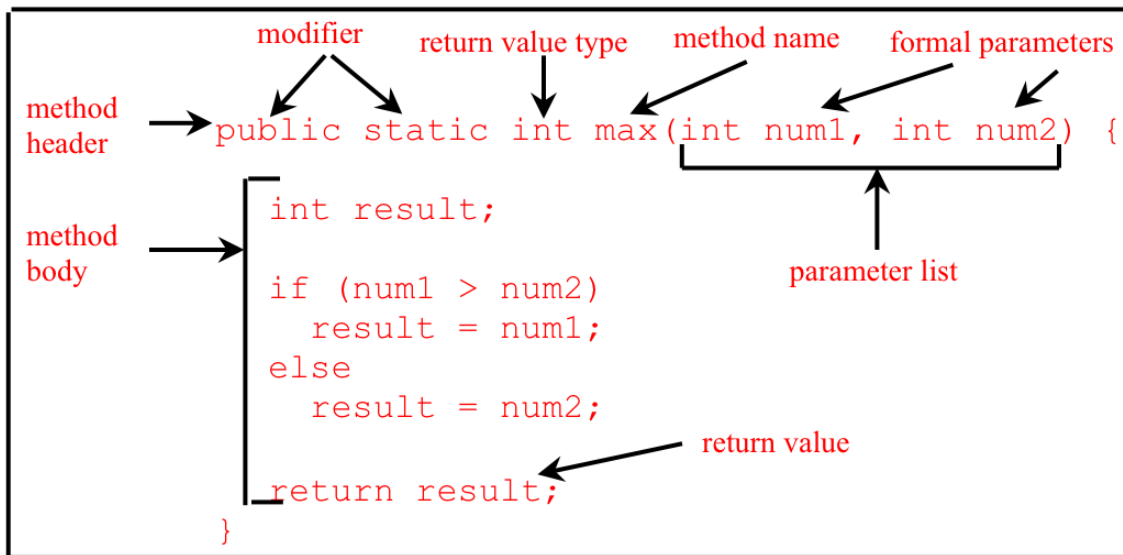 modifier
return value type
method name
formal parameters
method
header
public static int max(int num1, int num2) {
method
body
int result;
parameter list
if (num1 > num2)
result = num1;
else
result = num2;
return value
return result;
}